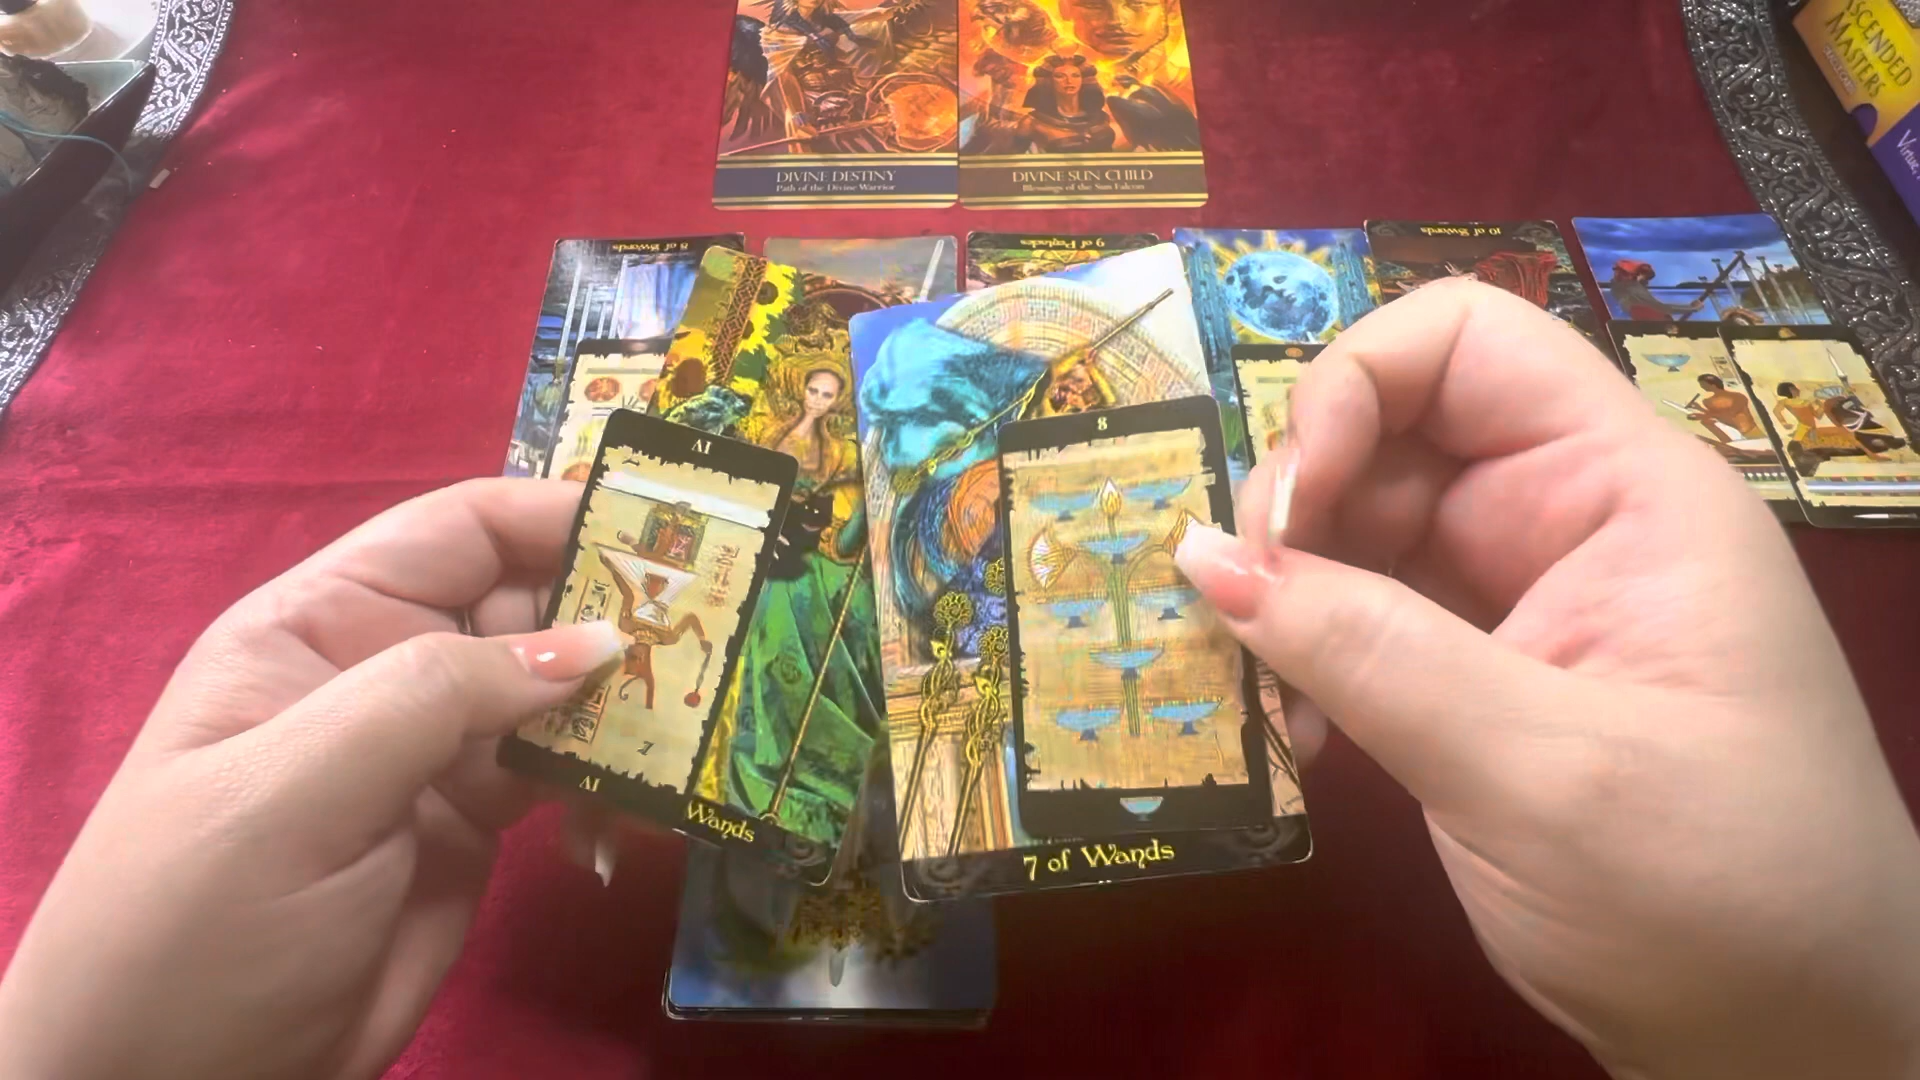 ASCENDED
MASTERS
DIVINE DESTINY
Path of the Divine Warrior
DIVINE SUN CHILD
Blessings of the Sun Falcon
8 of Swords
9 of Pentacles
10 of Swords
VI
8
VI
Wands
7 of Wands